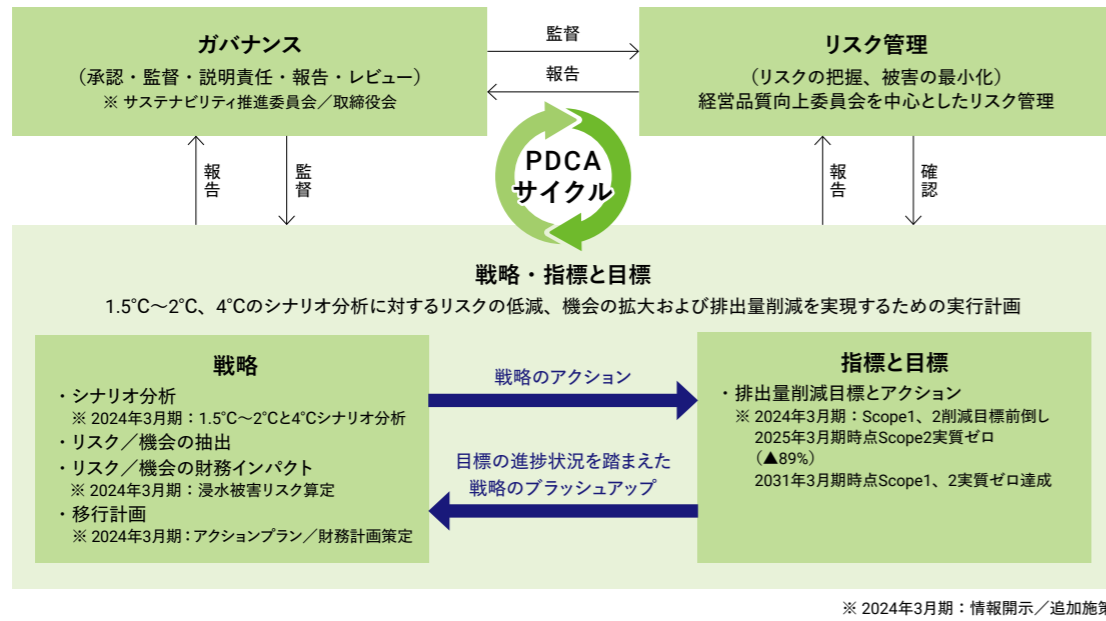 ガバナンス
（承認・監督・説明責任・報告・レビュー）
※ サステナビリティ推進委員会／取締役会
監督
報告
リスク管理
（リスクの把握、被害の最小化）
経営品質向上委員会を中心としたリスク管理
PDCA
サイクル
報告
監督
報告
確認
戦略・指標と目標
1.5℃～2℃、4℃のシナリオ分析に対するリスクの低減、機会の拡大および排出量削減を実現するための実行計画
戦略
・シナリオ分析
※ 2024年3月期：1.5℃～2℃と4℃シナリオ分析
・リスク／機会の抽出
・リスク／機会の財務インパクト
※ 2024年3月期：浸水被害リスク算定
・移行計画
※ 2024年3月期：アクションプラン／財務計画策定
戦略のアクション
目標の進捗状況を踏まえた
戦略のブラッシュアップ
指標と目標
・排出量削減目標とアクション
※ 2024年3月期：Scope1、2削減目標前倒し
2025年3月期時点Scope2実質ゼロ
（▲89%）
2031年3月期時点Scope1、2実質ゼロ達成
※ 2024年3月期：情報開示／追加施策